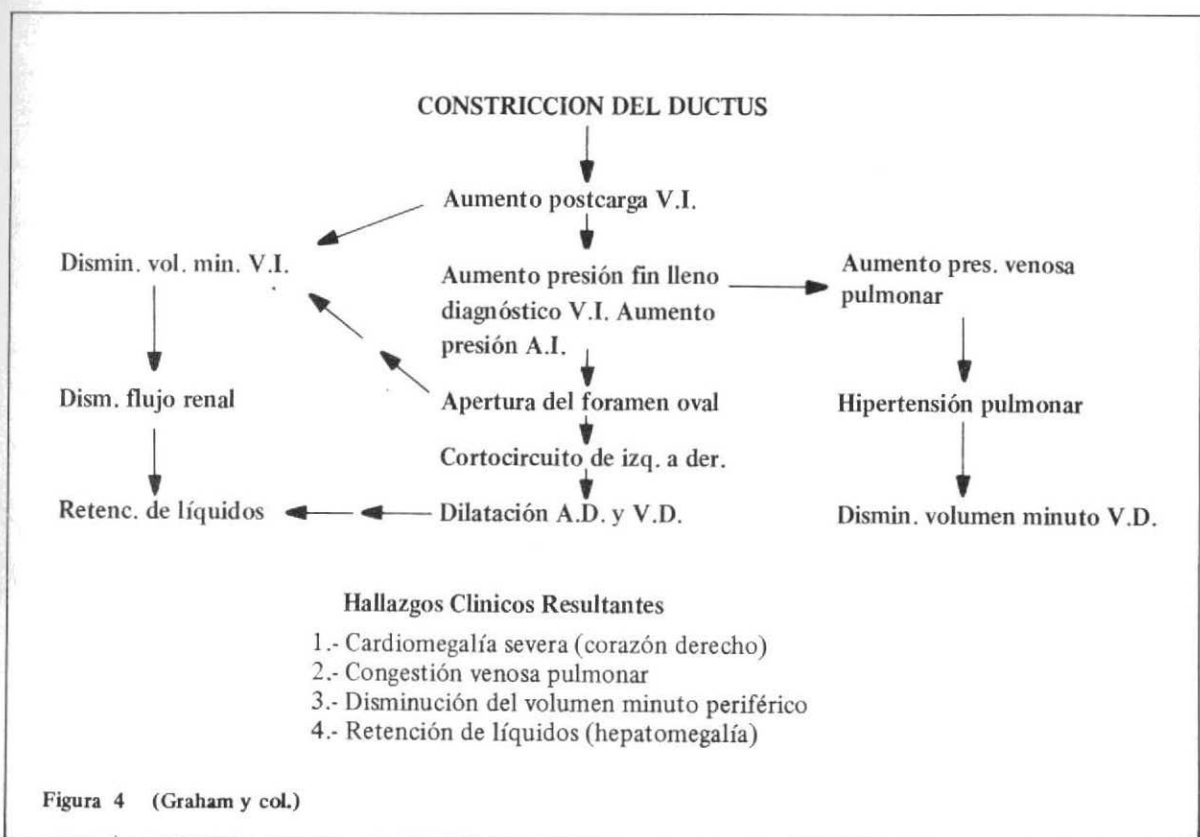 CONSTRICCION DEL DUCTUS
Aumento postcarga V.I.
Dismin. vol. min. V.I.
Aumento presión fin lleno
diagnóstico V.I. Aumento
presión A.I.
Aumento pres. venosa
pulmonar
Dism. flujo renal
Apertura del foramen oval
Hipertensión pulmonar
Cortocircuito de izq. a der.
Retenc. de líquidos
Dilatación A.D. y V.D.
Dismin. volumen minuto V.D.
Hallazgos Clinicos Resultantes
1.- Cardiomegalía severa (corazón derecho)
2.- Congestión venosa pulmonar
3.- Disminución del volumen minuto periférico
4.- Retención de líquidos (hepatomegalía)
Figura 4 (Graham y col.)